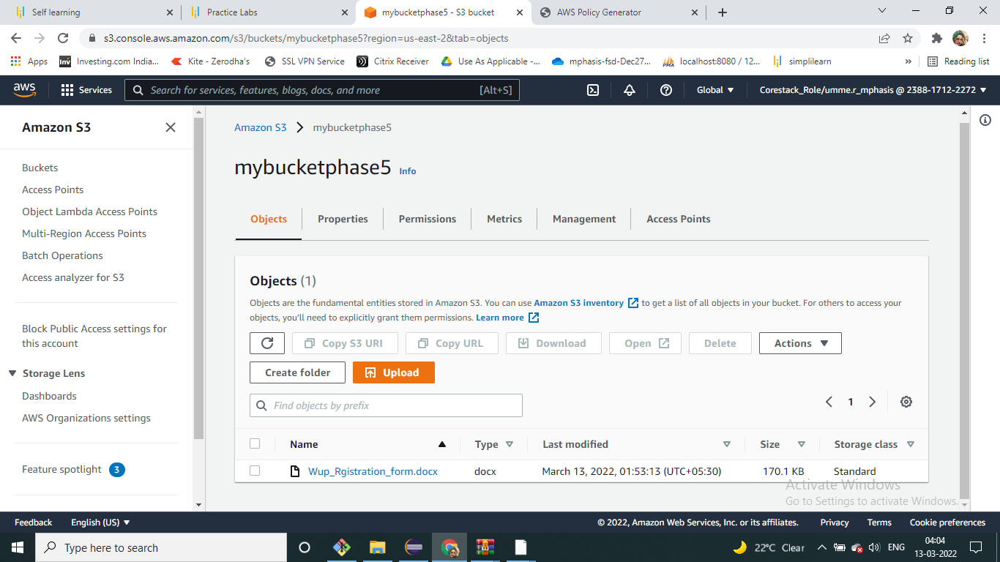 Self learning
Practice Labs
mybucketphase5 - S3 bucket
AWS Policy Generator
s3.console.aws.amazon.com/s3/buckets/mybucketphase5?region=us-east-2&tab=objects
Apps
Investing.com India...
Kite - Zerodha's
SSL VPN Service
Citrix Receiver
Use As Applicable -...
mphasis-fsd-Dec27...
localhost:8080 / 12...
simplilearn
»
Reading list
aws
Services
Search for services, features, blogs, docs, and more
[Alt+S]
Global
Corestack_Role/umme.r_mphasis @ 2388-1712-2272
Amazon S3
Buckets
Access Points
Object Lambda Access Points
Multi-Region Access Points
Batch Operations
Access analyzer for S3
Block Public Access settings for
this account
Storage Lens
Dashboards
AWS Organizations settings
Feature spotlight 3
Amazon S3 > mybucketphase5
mybucketphase5 Info
Objects
Properties
Permissions
Metrics
Management
Access Points
Objects (1)
Objects are the fundamental entities stored in Amazon S3. You can use Amazon S3 inventory to get a list of all objects in your bucket. For others to access your
objects, you'll need to explicitly grant them permissions. Learn more
Copy S3 URI
Copy URL
Download
Open
Delete
Actions
Create folder
Upload
Find objects by prefix
1
Name
Type
Last modified
Size
Storage class
Wup_Rgistration_form.docx
docx
March 13, 2022, 01:53:13 (UTC+05:30)
170.1 KB
Standard
Activate Windows
Go to Settings to activate Windows.
Feedback
English (US)
© 2022, Amazon Web Services, Inc. or its affiliates.
Privacy
Terms
Cookie preferences
Type here to search
22°C Clear
ENG
04:04
13-03-2022